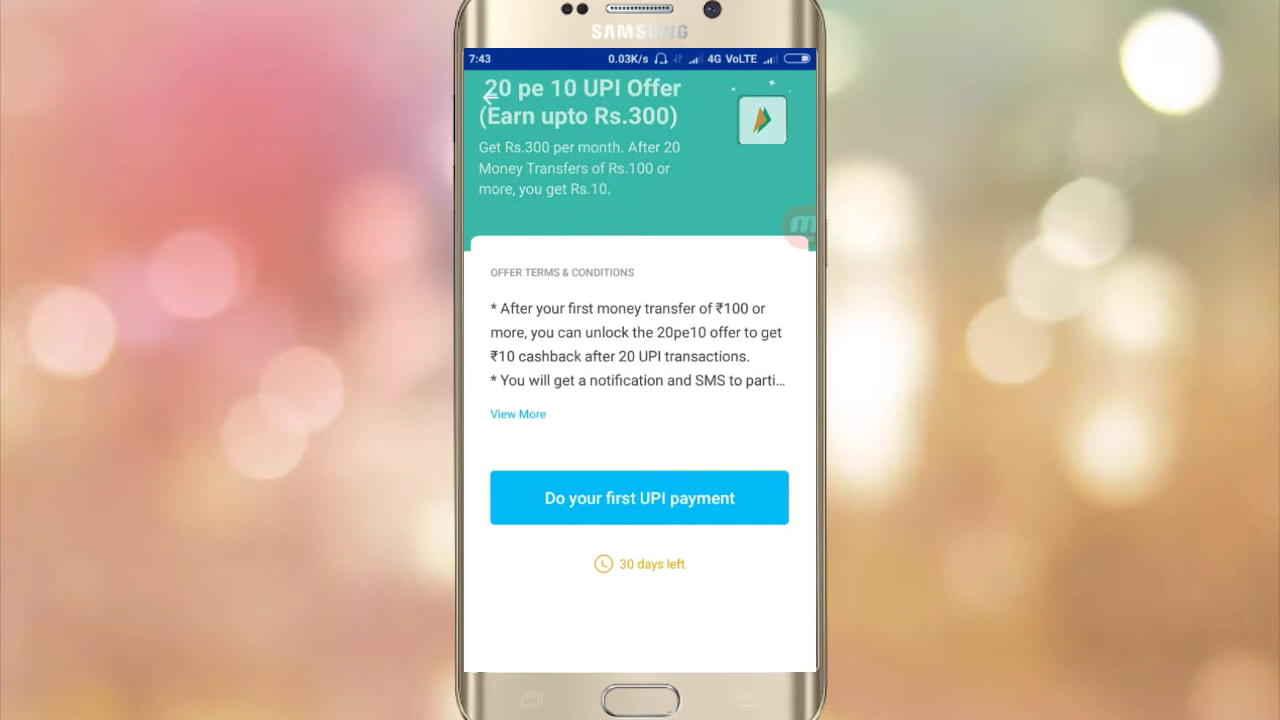 SAMSUNG
7:43 0.03K/s 4G VoLTE
20 pe 10 UPI Offer
(Earn upto Rs.300)
Get Rs.300 per month. After 20
Money Transfers of Rs.100 or
more, you get Rs.10.
OFFER TERMS & CONDITIONS
* After your first money transfer of ₹100 or
more, you can unlock the 20pe10 offer to get
₹10 cashback after 20 UPI transactions.
* You will get a notification and SMS to parti...
View More
Do your first UPI payment
30 days left